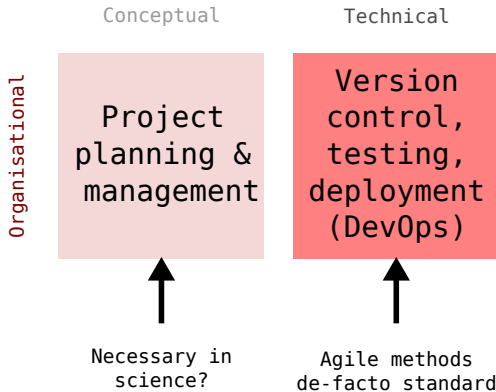 Conceptual
Technical
Organisational
Project
planning &
management
Version
control,
testing,
deployment
(DevOps)
Necessary in
science?
Agile methods
de-facto standard